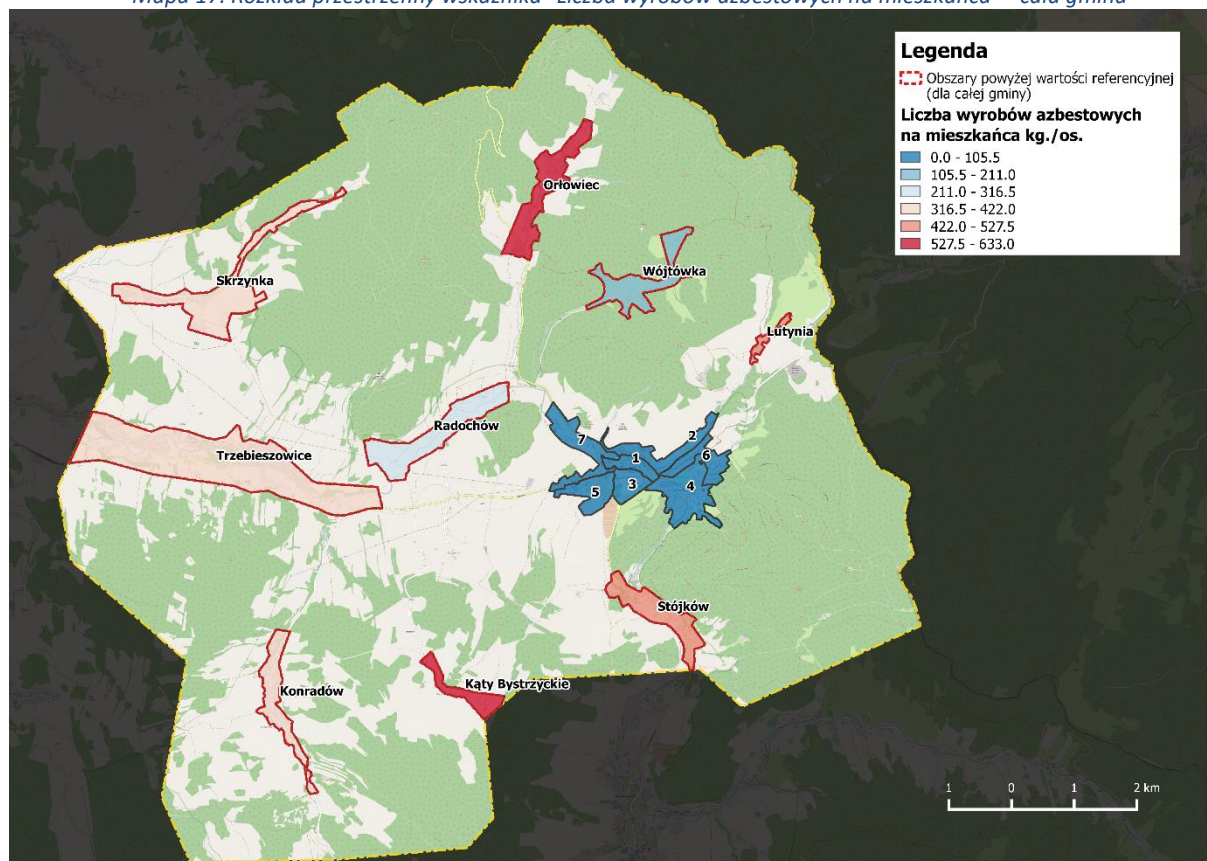 Mapa 17. Rozkład przestrzenny wskaźnika "Liczba wyrobów azbestowych na mieszkańca" – cała gmina
Legenda
Obszary powyżej wartości referencyjnej
(dla całej gminy)
Liczba wyrobów azbestowych
na mieszkańca kg./os.
0.0 - 105.5
105.5 - 211.0
211.0 - 316.5
316.5 - 422.0
422.0 - 527.5
527.5 - 633.0
Orłowiec
Wójtówka
Skrzynka
Lutynia
Radochów
Trzebieszowice
7
2
1
6
3
4
5
Stójków
Kąty Bystrzyckie
Konradów
1 0 1 2 km